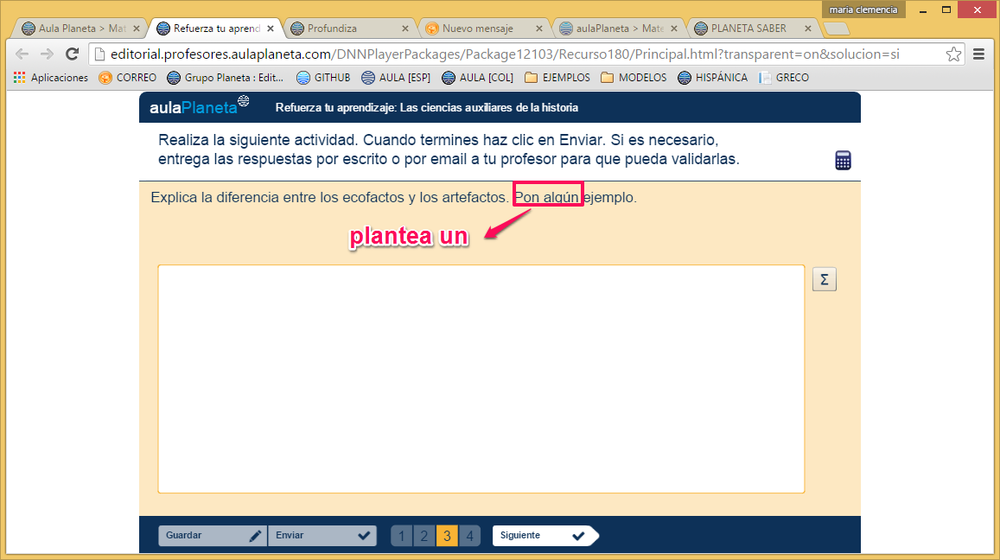 maria clemencia
Aula Planeta > Mat
Refuerza tu aprend
Profundiza
Nuevo mensaje
aulaPlaneta > Mate
PLANETA SABER
editorial.profesores.aulaplaneta.com/DNNPlayerPackages/Package12103/Recurso180/Principal.html?transparent=on&solucion=si
Aplicaciones CORREO Grupo Planeta : Edit... GITHUB AULA [ESP] AULA [COL] EJEMPLOS MODELOS HISPÁNICA GRECO
aulaPlaneta Refuerza tu aprendizaje: Las ciencias auxiliares de la historia
Realiza la siguiente actividad. Cuando termines haz clic en Enviar. Si es necesario,
entrega las respuestas por escrito o por email a tu profesor para que pueda validarlas.
Explica la diferencia entre los ecofactos y los artefactos. Pon algún ejemplo.
plantea un
Σ
Guardar Enviar 1 2 3 4 Siguiente